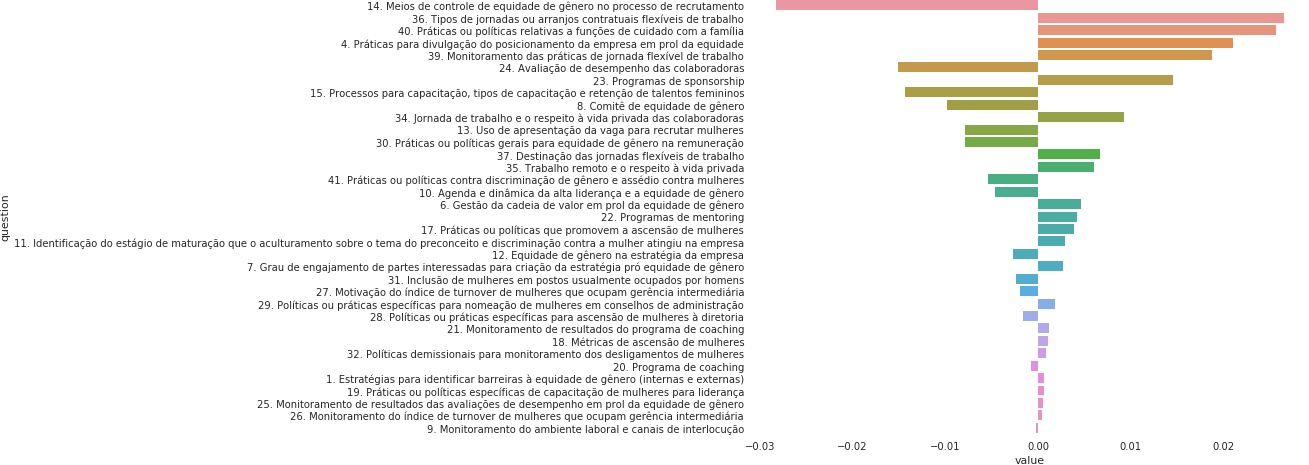 14. Meios de controle de equidade de gênero no processo de recrutamento
36. Tipos de jornadas ou arranjos contratuais flexíveis de trabalho
40. Práticas ou políticas relativas a funções de cuidado com a família
4. Práticas para divulgação do posicionamento da empresa em prol da equidade
39. Monitoramento das práticas de jornada flexível de trabalho
24. Avaliação de desempenho das colaboradoras
23. Programas de sponsorship
15. Processos para capacitação, tipos de capacitação e retenção de talentos femininos
8. Comitê de equidade de gênero
34. Jornada de trabalho e o respeito à vida privada das colaboradoras
13. Uso de apresentação da vaga para recrutar mulheres
30. Práticas ou políticas gerais para equidade de gênero na remuneração
37. Destinação das jornadas flexíveis de trabalho
35. Trabalho remoto e o respeito à vida privada
41. Práticas ou políticas contra discriminação de gênero e assédio contra mulheres
10. Agenda e dinâmica da alta liderança e a equidade de gênero
6. Gestão da cadeia de valor em prol da equidade de gênero
22. Programas de mentoring
17. Práticas ou políticas que promovem a ascensão de mulheres
11. Identificação do estágio de maturação que o aculturamento sobre o tema do preconceito e discriminação contra a mulher atingiu na empresa
12. Equidade de gênero na estratégia da empresa
7. Grau de engajamento de partes interessadas para criação da estratégia pró equidade de gênero
31. Inclusão de mulheres em postos usualmente ocupados por homens
27. Motivação do índice de turnover de mulheres que ocupam gerência intermediária
29. Políticas ou práticas específicas para nomeação de mulheres em conselhos de administração
28. Políticas ou práticas específicas para ascensão de mulheres à diretoria
21. Monitoramento de resultados do programa de coaching
18. Métricas de ascensão de mulheres
32. Políticas demissionais para monitoramento dos desligamentos de mulheres
20. Programa de coaching
1. Estratégias para identificar barreiras à equidade de gênero (internas e externas)
19. Práticas ou políticas específicas de capacitação de mulheres para liderança
25. Monitoramento de resultados das avaliações de desempenho em prol da equidade de gênero
26. Monitoramento do índice de turnover de mulheres que ocupam gerência intermediária
9. Monitoramento do ambiente laboral e canais de interlocução
question
−0.03 −0.02 −0.01 0.00 0.01 0.02
value